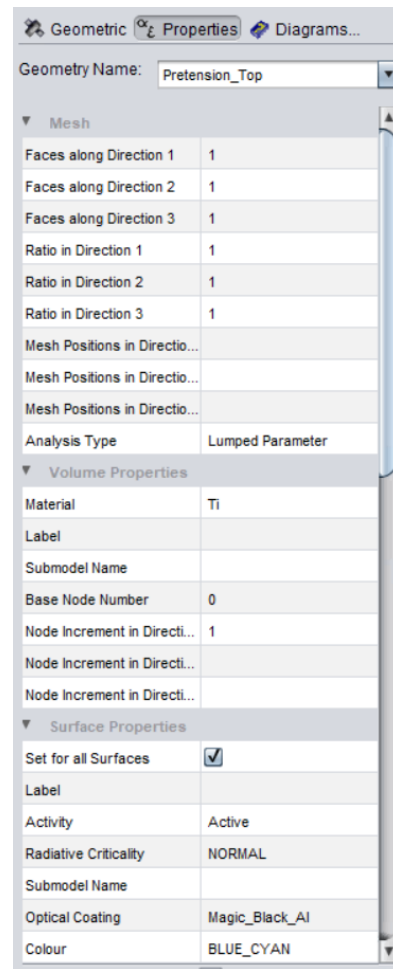 Geometric αε Properties Diagrams...
Geometry Name: Pretension_Top
Mesh
Faces along Direction 1 1
Faces along Direction 2 1
Faces along Direction 3 1
Ratio in Direction 1 1
Ratio in Direction 2 1
Ratio in Direction 3 1
Mesh Positions in Directio...
Mesh Positions in Directio...
Mesh Positions in Directio...
Analysis Type Lumped Parameter
Volume Properties
Material Ti
Label
Submodel Name
Base Node Number 0
Node Increment in Directi... 1
Node Increment in Directi...
Node Increment in Directi...
Surface Properties
Set for all Surfaces
Label
Activity Active
Radiative Criticality NORMAL
Submodel Name
Optical Coating Magic_Black_Al
Colour BLUE_CYAN